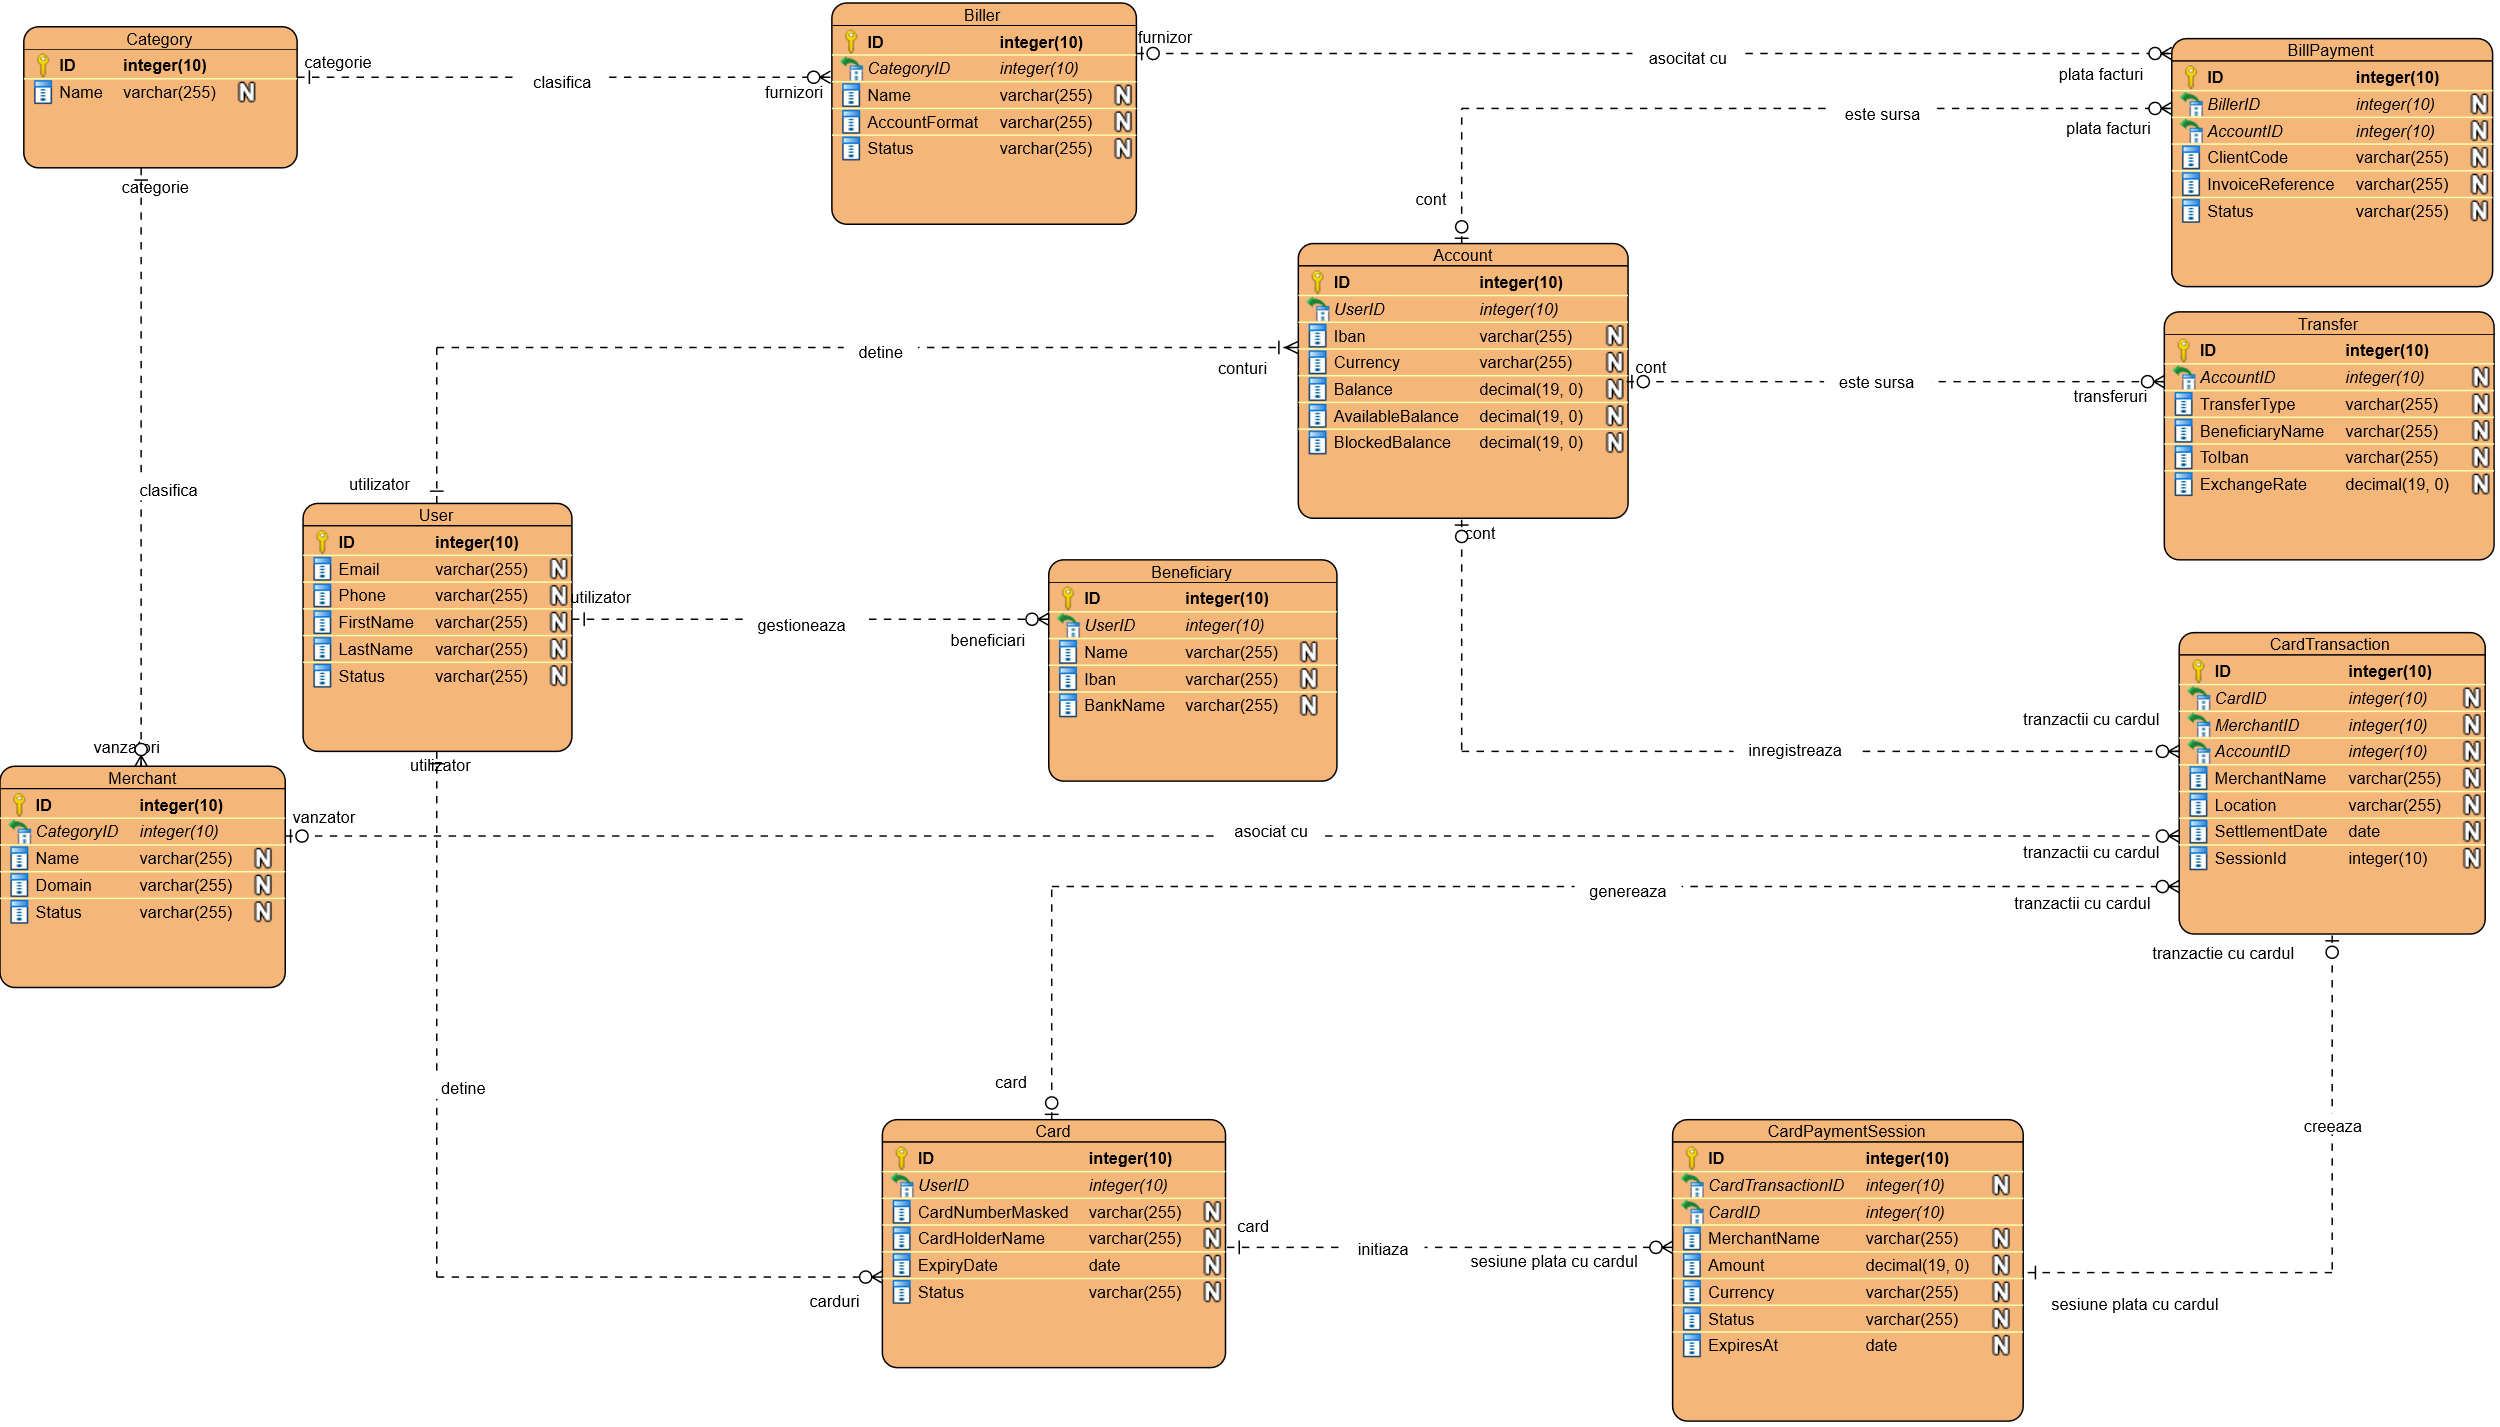 Category
ID integer(10)
Name varchar(255) N
categorie
clasifica
furnizori
Biller
ID integer(10)
CategoryID integer(10)
Name varchar(255) N
AccountFormat varchar(255) N
Status varchar(255) N
furnizor
asocitat cu
plata facturi
BillPayment
ID integer(10)
BillerID integer(10) N
AccountID integer(10) N
ClientCode varchar(255) N
InvoiceReference varchar(255) N
Status varchar(255) N
este sursa
plata facturi
cont
categorie
clasifica
vanzatori
Account
ID integer(10)
UserID integer(10)
Iban varchar(255) N
Currency varchar(255) N
Balance decimal(19, 0) N
AvailableBalance decimal(19, 0) N
BlockedBalance decimal(19, 0) N
detine
conturi
utilizator
cont
este sursa
transferuri
Transfer
ID integer(10)
AccountID integer(10) N
TransferType varchar(255) N
BeneficiaryName varchar(255) N
ToIban varchar(255) N
ExchangeRate decimal(19, 0) N
User
ID integer(10)
Email varchar(255) N
Phone varchar(255) N
FirstName varchar(255) N
LastName varchar(255) N
Status varchar(255) N
utilizator
gestioneaza
beneficiari
Beneficiary
ID integer(10)
UserID integer(10)
Name varchar(255) N
Iban varchar(255) N
BankName varchar(255) N
cont
inregistreaza
tranzactii cu cardul
CardTransaction
ID integer(10)
CardID integer(10) N
MerchantID integer(10) N
AccountID integer(10) N
MerchantName varchar(255) N
Location varchar(255) N
SettlementDate date N
SessionId integer(10) N
Merchant
ID integer(10)
CategoryID integer(10)
Name varchar(255) N
Domain varchar(255) N
Status varchar(255) N
vanzator
asociat cu
tranzactii cu cardul
utilizator
detine
carduri
genereaza
tranzactii cu cardul
card
tranzactie cu cardul
creeaza
sesiune plata cu cardul
Card
ID integer(10)
UserID integer(10)
CardNumberMasked varchar(255) N
CardHolderName varchar(255) N
ExpiryDate date N
Status varchar(255) N
card
initiaza
sesiune plata cu cardul
CardPaymentSession
ID integer(10)
CardTransactionID integer(10) N
CardID integer(10)
MerchantName varchar(255) N
Amount decimal(19, 0) N
Currency varchar(255) N
Status varchar(255) N
ExpiresAt date N